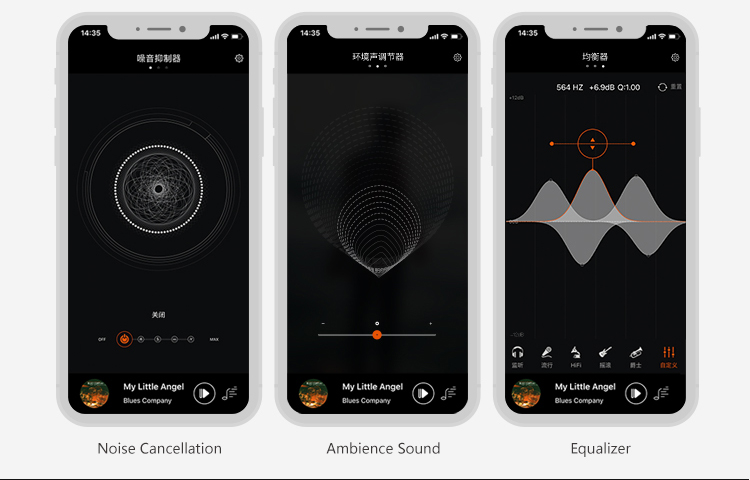 14:35
噪音抑制器
关闭
OFF
MAX
My Little Angel
Blues Company
Noise Cancellation
14:35
环境声调节器
− +
My Little Angel
Blues Company
Ambience Sound
14:35
均衡器
564 HZ +6.9dB Q:1.00 重置
+12dB
监听 流行 HiFi 摇滚 爵士 自定义
My Little Angel
Blues Company
Equalizer